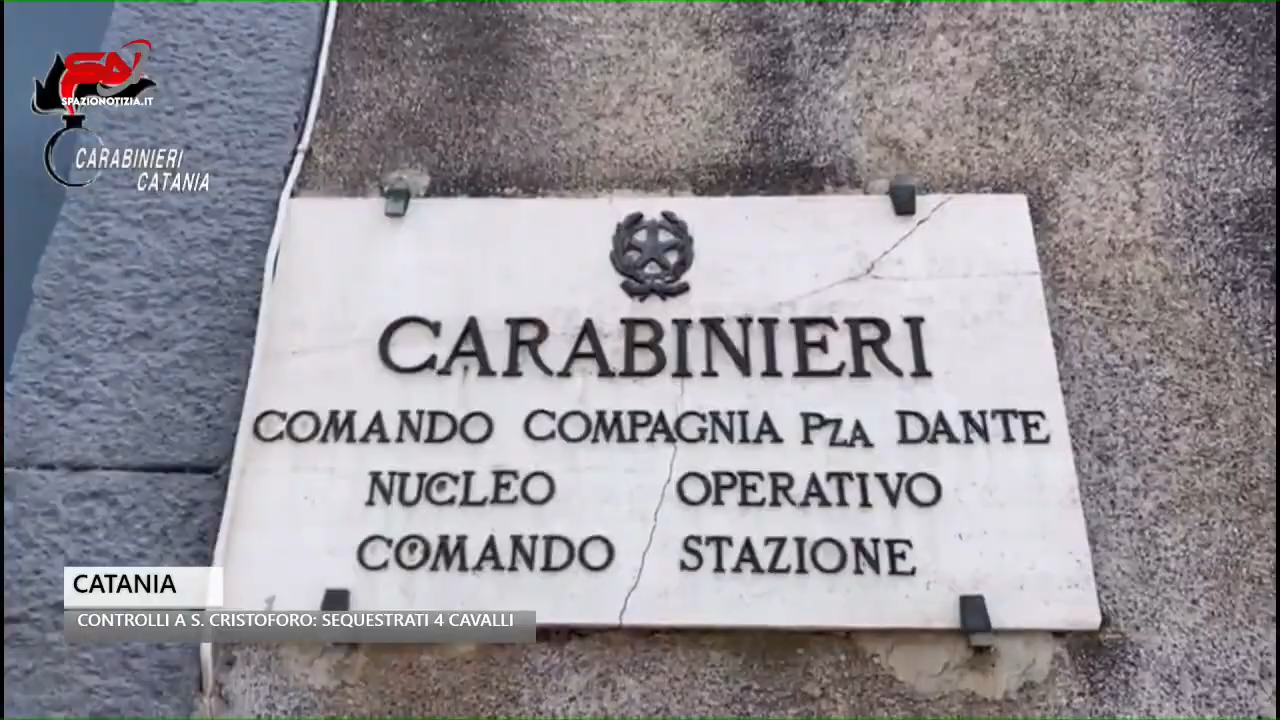 SPAZIONOTIZIA.IT
CARABINIERI
CATANIA
CARABINIERI
COMANDO COMPAGNIA PZA DANTE
NUCLEO OPERATIVO
COMANDO STAZIONE
CATANIA
CONTROLLI A S. CRISTOFORO: SEQUESTRATI 4 CAVALLI